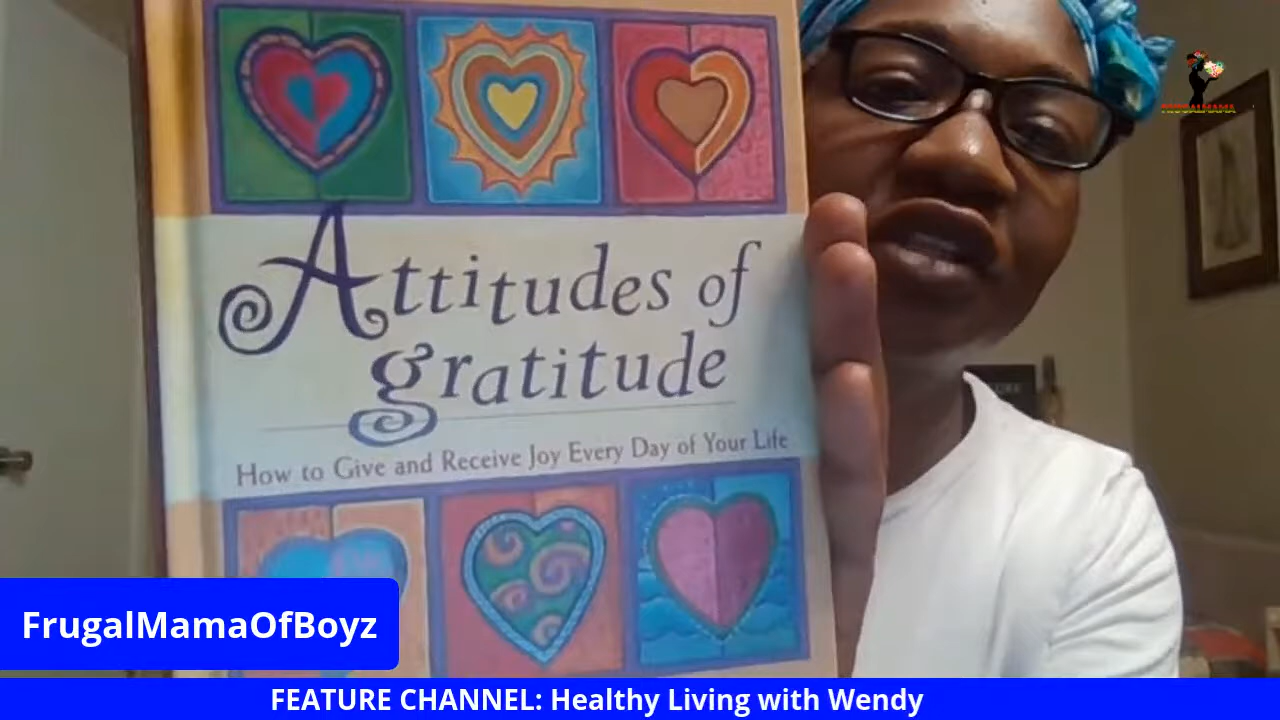 Attitudes of
gratitude
How to Give and Receive Joy Every Day of Your Life
FrugalMamaOfBoyz
FEATURE CHANNEL: Healthy Living with Wendy